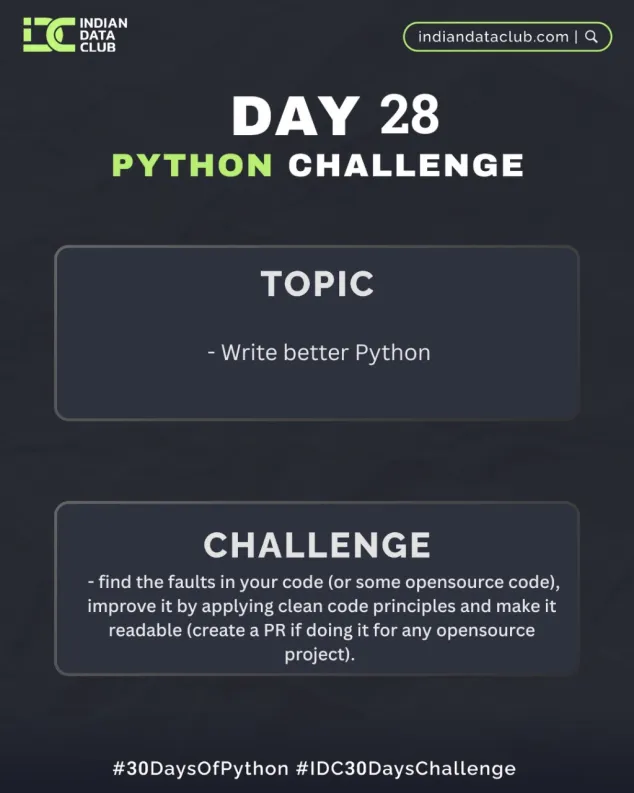 INDIAN
DATA
CLUB
indiandataclub.com |
DAY 28
PYTHON CHALLENGE
TOPIC
- Write better Python
CHALLENGE
- find the faults in your code (or some opensource code),
improve it by applying clean code principles and make it
readable (create a PR if doing it for any opensource
project).
#30DaysOfPython #IDC30DaysChallenge